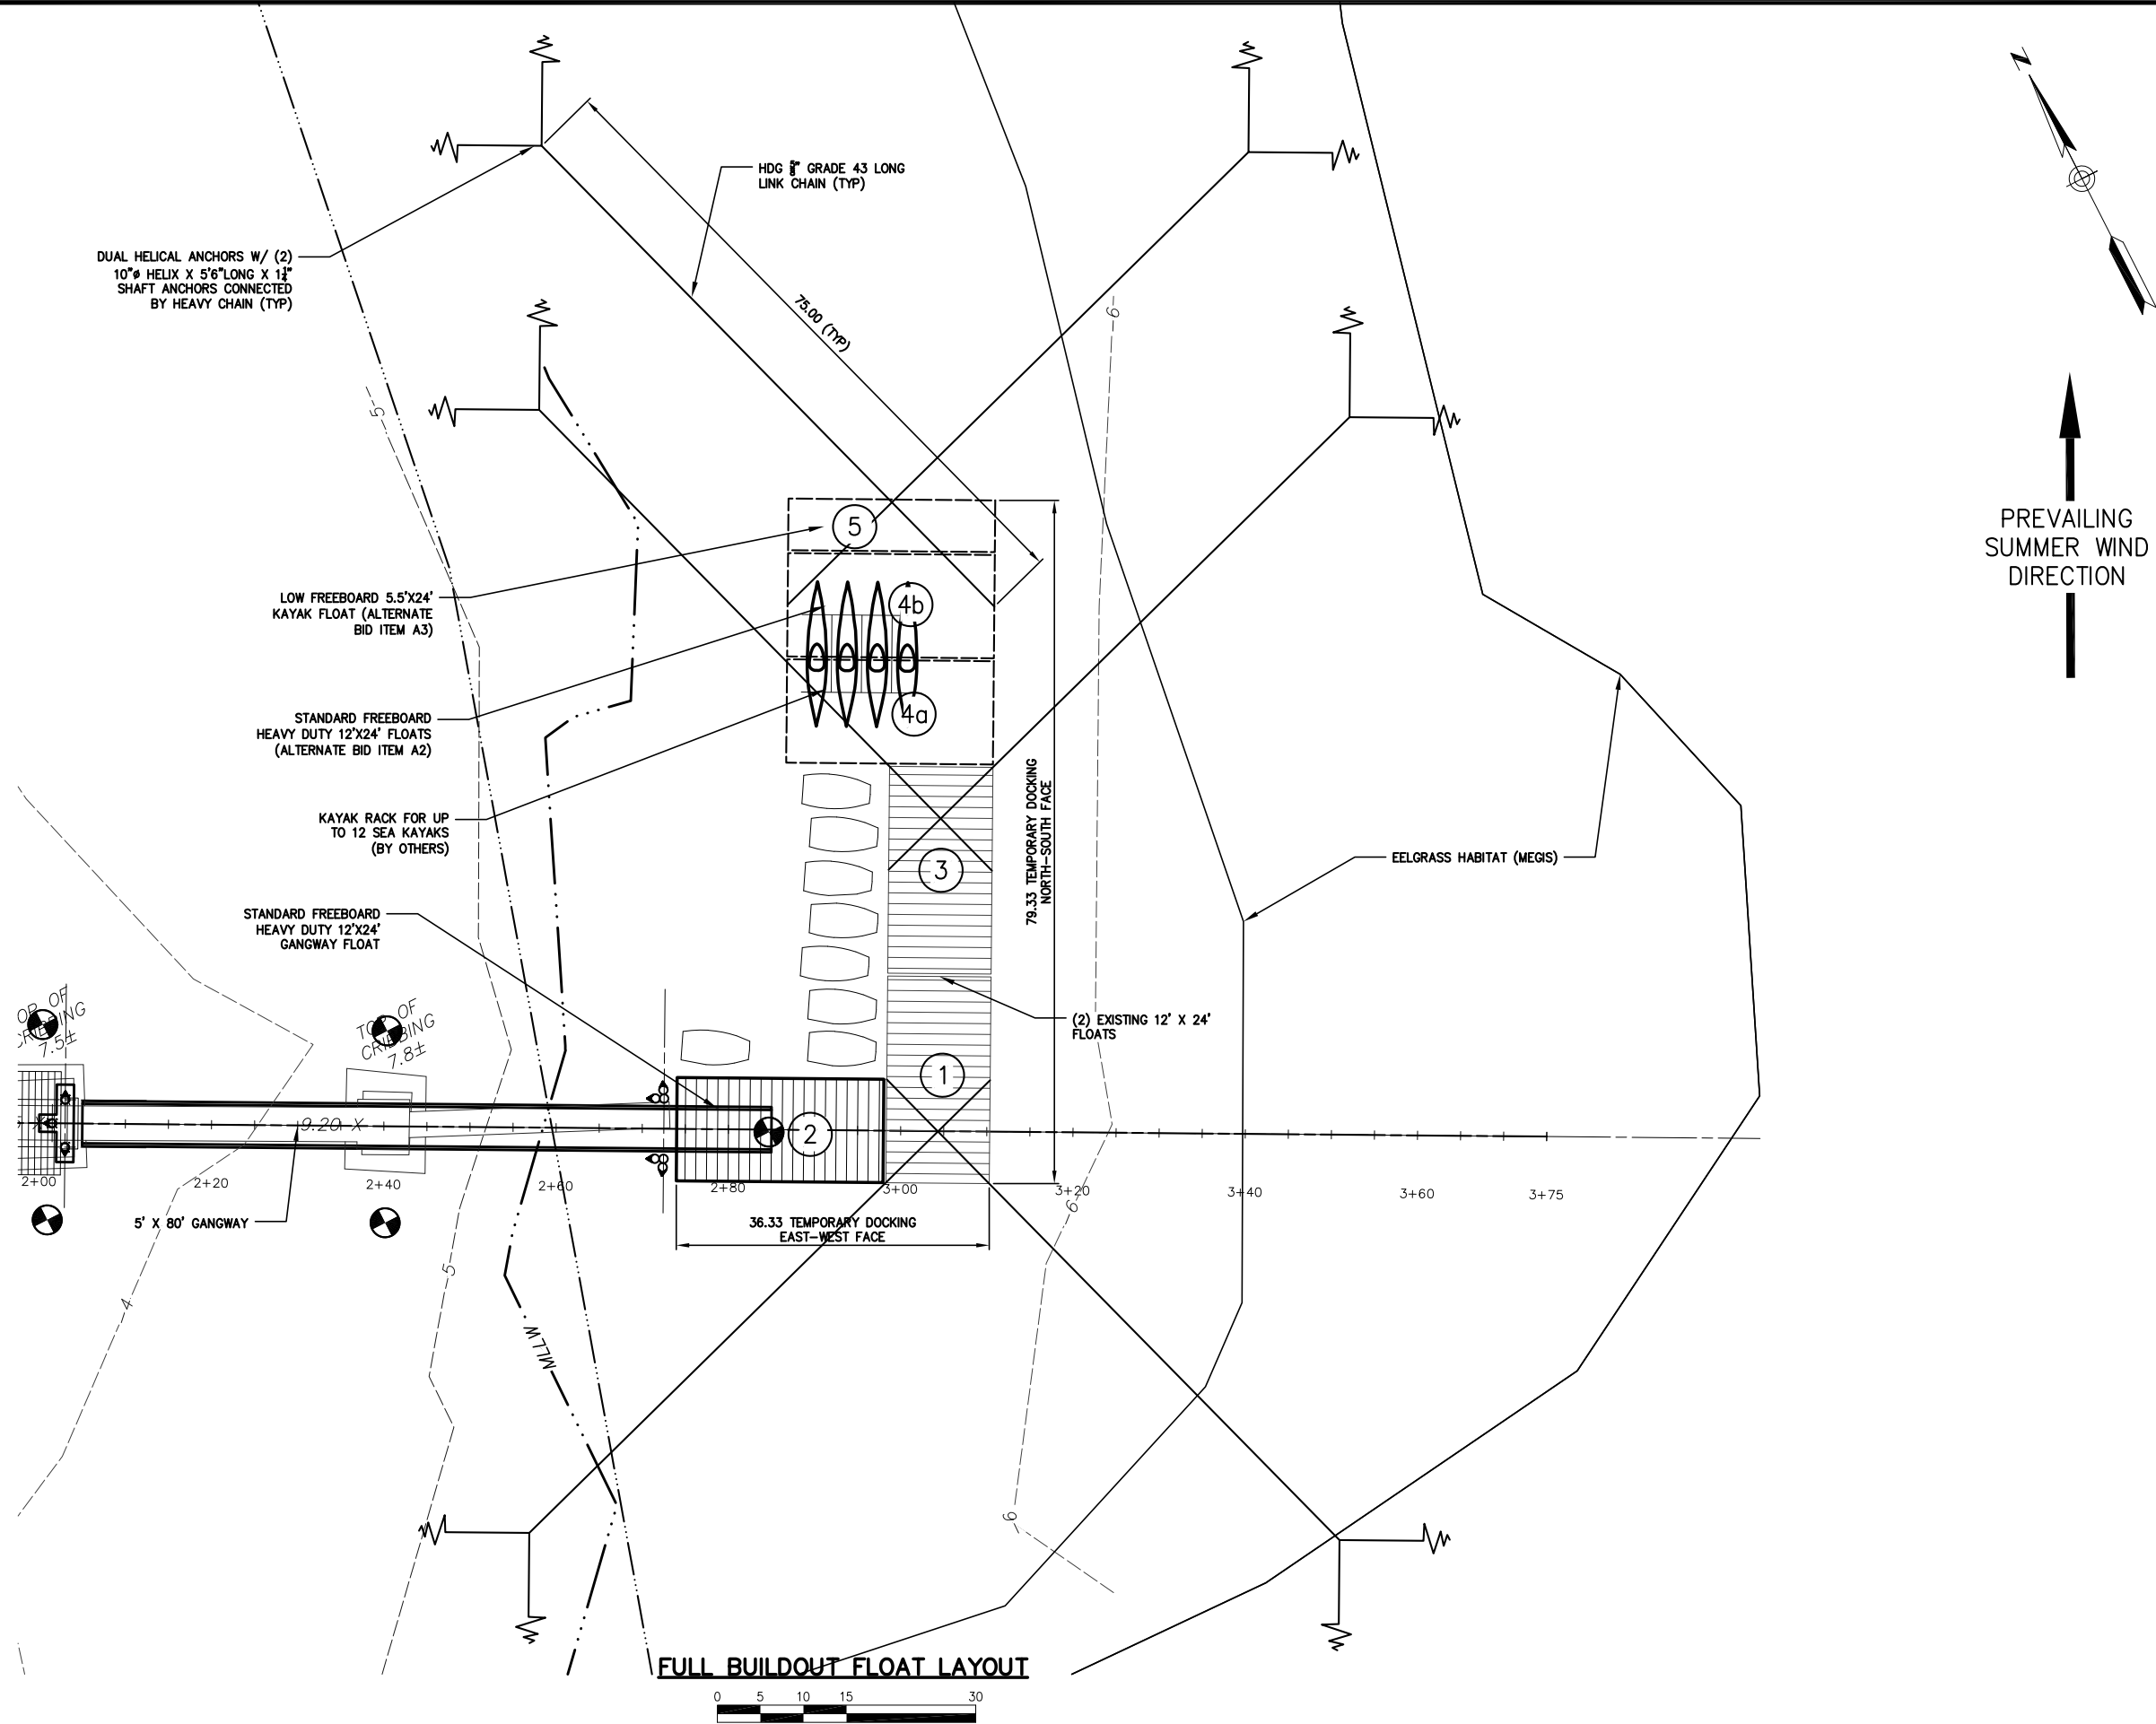 N
HDG ⅝" GRADE 43 LONG
LINK CHAIN (TYP)
DUAL HELICAL ANCHORS W/ (2)
10"ø HELIX X 5'6"LONG X 1¼"
SHAFT ANCHORS CONNECTED
BY HEAVY CHAIN (TYP)
75.00 (TYP)
6
5
PREVAILING
SUMMER WIND
DIRECTION
5
LOW FREEBOARD 5.5'X24'
KAYAK FLOAT (ALTERNATE
BID ITEM A3)
4b
STANDARD FREEBOARD
HEAVY DUTY 12'X24' FLOATS
(ALTERNATE BID ITEM A2)
4a
KAYAK RACK FOR UP
TO 12 SEA KAYAKS
(BY OTHERS)
79.33 TEMPORARY DOCKING
NORTH-SOUTH FACE
3
EELGRASS HABITAT (MEGIS)
STANDARD FREEBOARD
HEAVY DUTY 12'X24'
GANGWAY FLOAT
(2) EXISTING 12' X 24'
FLOATS
OP OF
CRIBBING
7.5±
TOP OF
CRIBBING
7.8±
1
9.20 X
2
2+00
2+20
2+40
2+60
2+80
3+00
3+20
3+40
3+60
3+75
5' X 80' GANGWAY
36.33 TEMPORARY DOCKING
EAST-WEST FACE
6
5
4
MLLW
6
FULL BUILDOUT FLOAT LAYOUT
0 5 10 15 30